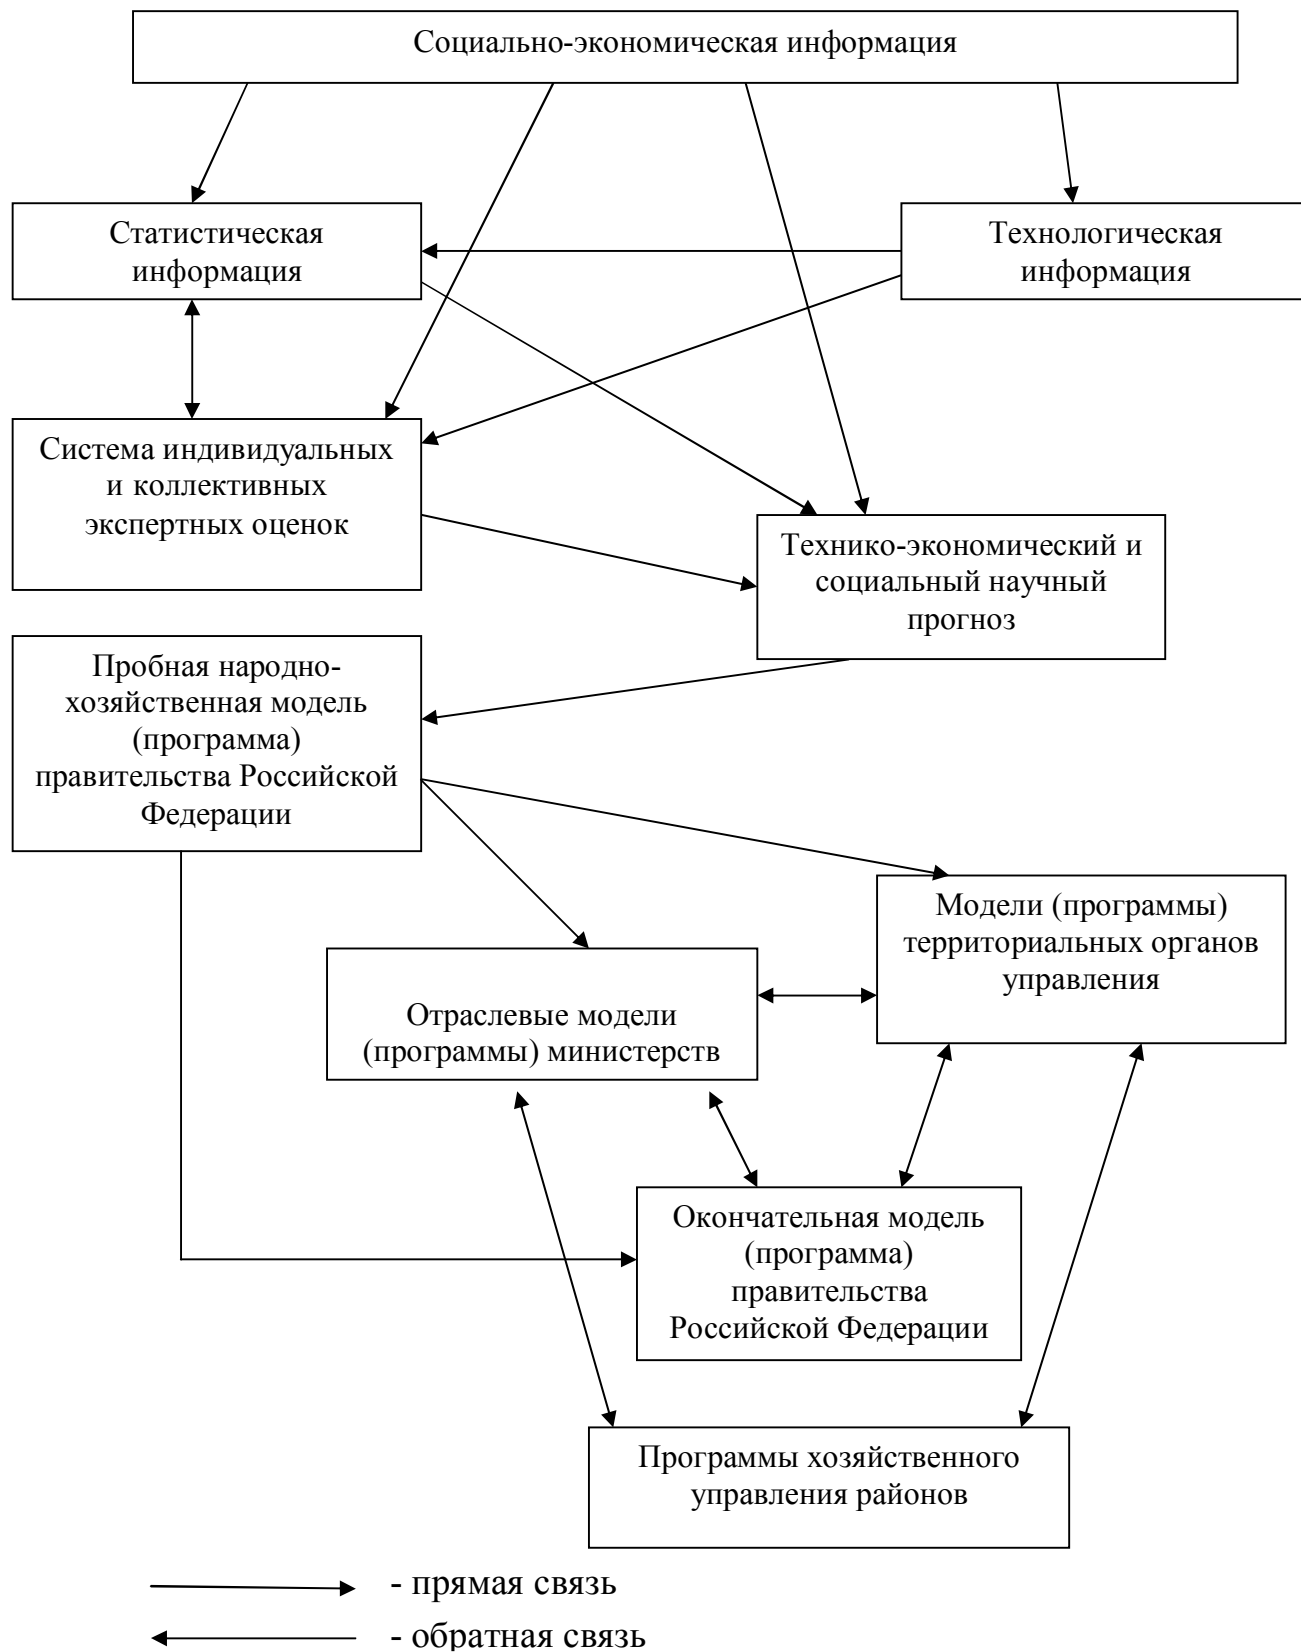 Социально-экономическая информация
Статистическая
информация
Технологическая
информация
Система индивидуальных
и коллективных
экспертных оценок
Технико-экономический и
социальный научный
прогноз
Пробная народно-
хозяйственная модель
(программа)
правительства Российской
Федерации
Модели (программы)
территориальных органов
управления
Отраслевые модели
(программы) министерств
Окончательная модель
(программа)
правительства
Российской Федерации
Программы хозяйственного
управления районов
- прямая связь
- обратная связь